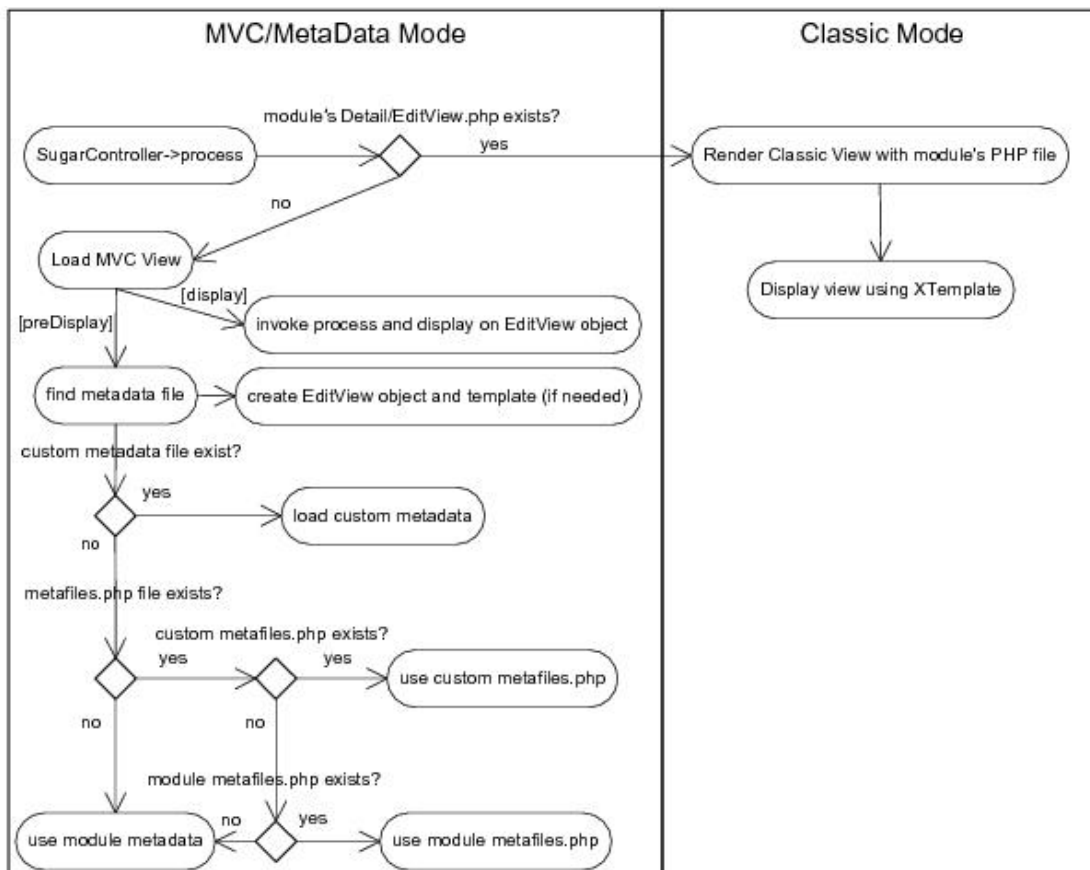 MVC/MetaData Mode
Classic Mode
module's Detail/EditView.php exists?
SugarController->process
yes
Render Classic View with module's PHP file
no
Load MVC View
[display]
Display view using XTemplate
[preDisplay]
invoke process and display on EditView object
find metadata file
create EditView object and template (if needed)
custom metadata file exist?
yes
load custom metadata
no
metafiles.php file exists?
custom metafiles.php exists?
yes
yes
use custom metafiles.php
no
no
module metafiles.php exists?
use module metadata
no
yes
use module metafiles.php